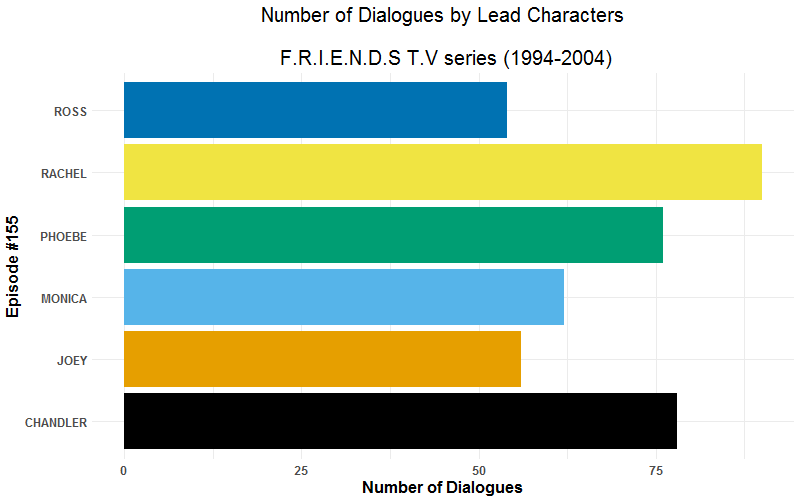 Number of Dialogues by Lead Characters
F.R.I.E.N.D.S T.V series (1994-2004)
Episode #155
ROSS
RACHEL
PHOEBE
MONICA
JOEY
CHANDLER
0 25 50 75
Number of Dialogues